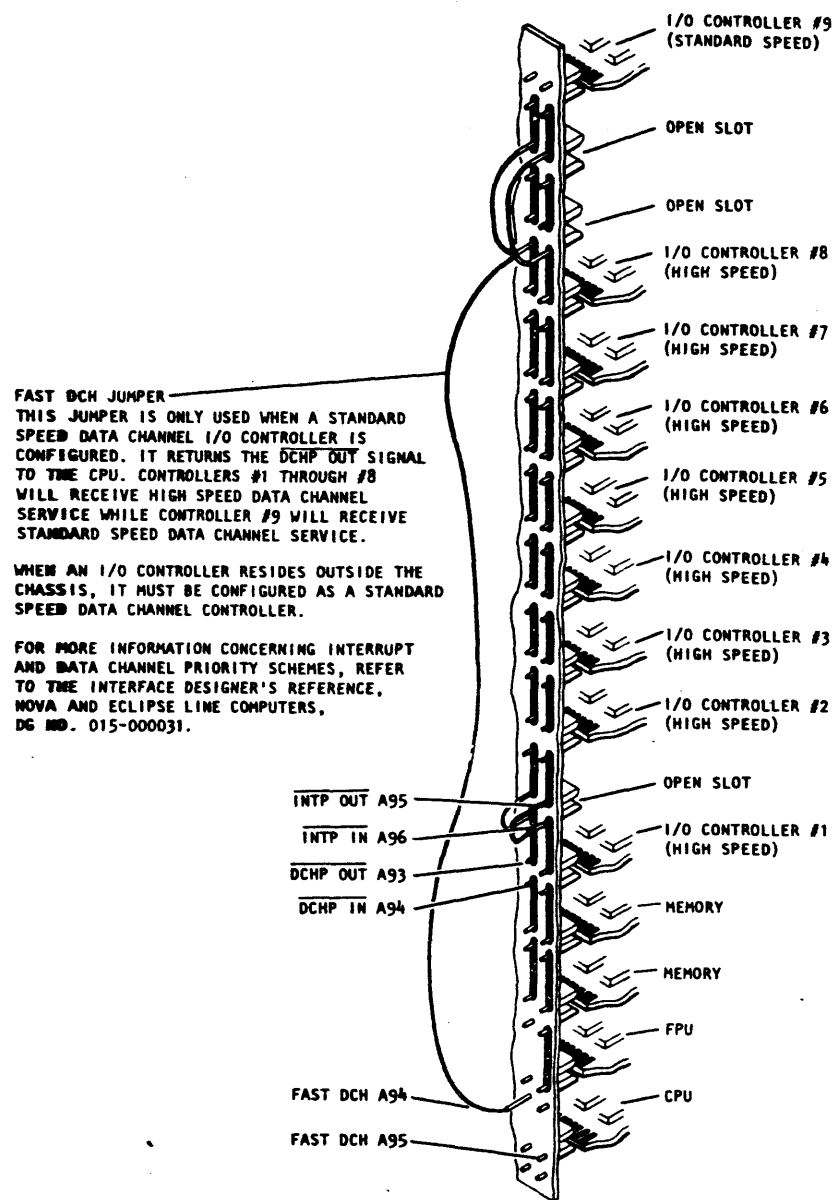 I/O CONTROLLER #9
(STANDARD SPEED)
OPEN SLOT
OPEN SLOT
I/O CONTROLLER #8
(HIGH SPEED)
I/O CONTROLLER #7
(HIGH SPEED)
I/O CONTROLLER #6
(HIGH SPEED)
I/O CONTROLLER #5
(HIGH SPEED)
I/O CONTROLLER #4
(HIGH SPEED)
I/O CONTROLLER #3
(HIGH SPEED)
I/O CONTROLLER #2
(HIGH SPEED)
OPEN SLOT
I/O CONTROLLER #1
(HIGH SPEED)
MEMORY
MEMORY
FPU
CPU
FAST DCH JUMPER
THIS JUMPER IS ONLY USED WHEN A STANDARD
SPEED DATA CHANNEL I/O CONTROLLER IS
CONFIGURED. IT RETURNS THE DCHP OUT SIGNAL
TO THE CPU. CONTROLLERS #1 THROUGH #8
WILL RECEIVE HIGH SPEED DATA CHANNEL
SERVICE WHILE CONTROLLER #9 WILL RECEIVE
STANDARD SPEED DATA CHANNEL SERVICE.
WHEN AN I/O CONTROLLER RESIDES OUTSIDE THE
CHASSIS, IT MUST BE CONFIGURED AS A STANDARD
SPEED DATA CHANNEL CONTROLLER.
FOR MORE INFORMATION CONCERNING INTERRUPT
AND DATA CHANNEL PRIORITY SCHEMES, REFER
TO THE INTERFACE DESIGNER'S REFERENCE,
NOVA AND ECLIPSE LINE COMPUTERS,
DG NO. 015-000031.
INTP OUT A95
INTP IN A96
DCHP OUT A93
DCHP IN A94
FAST DCH A94
FAST DCH A95